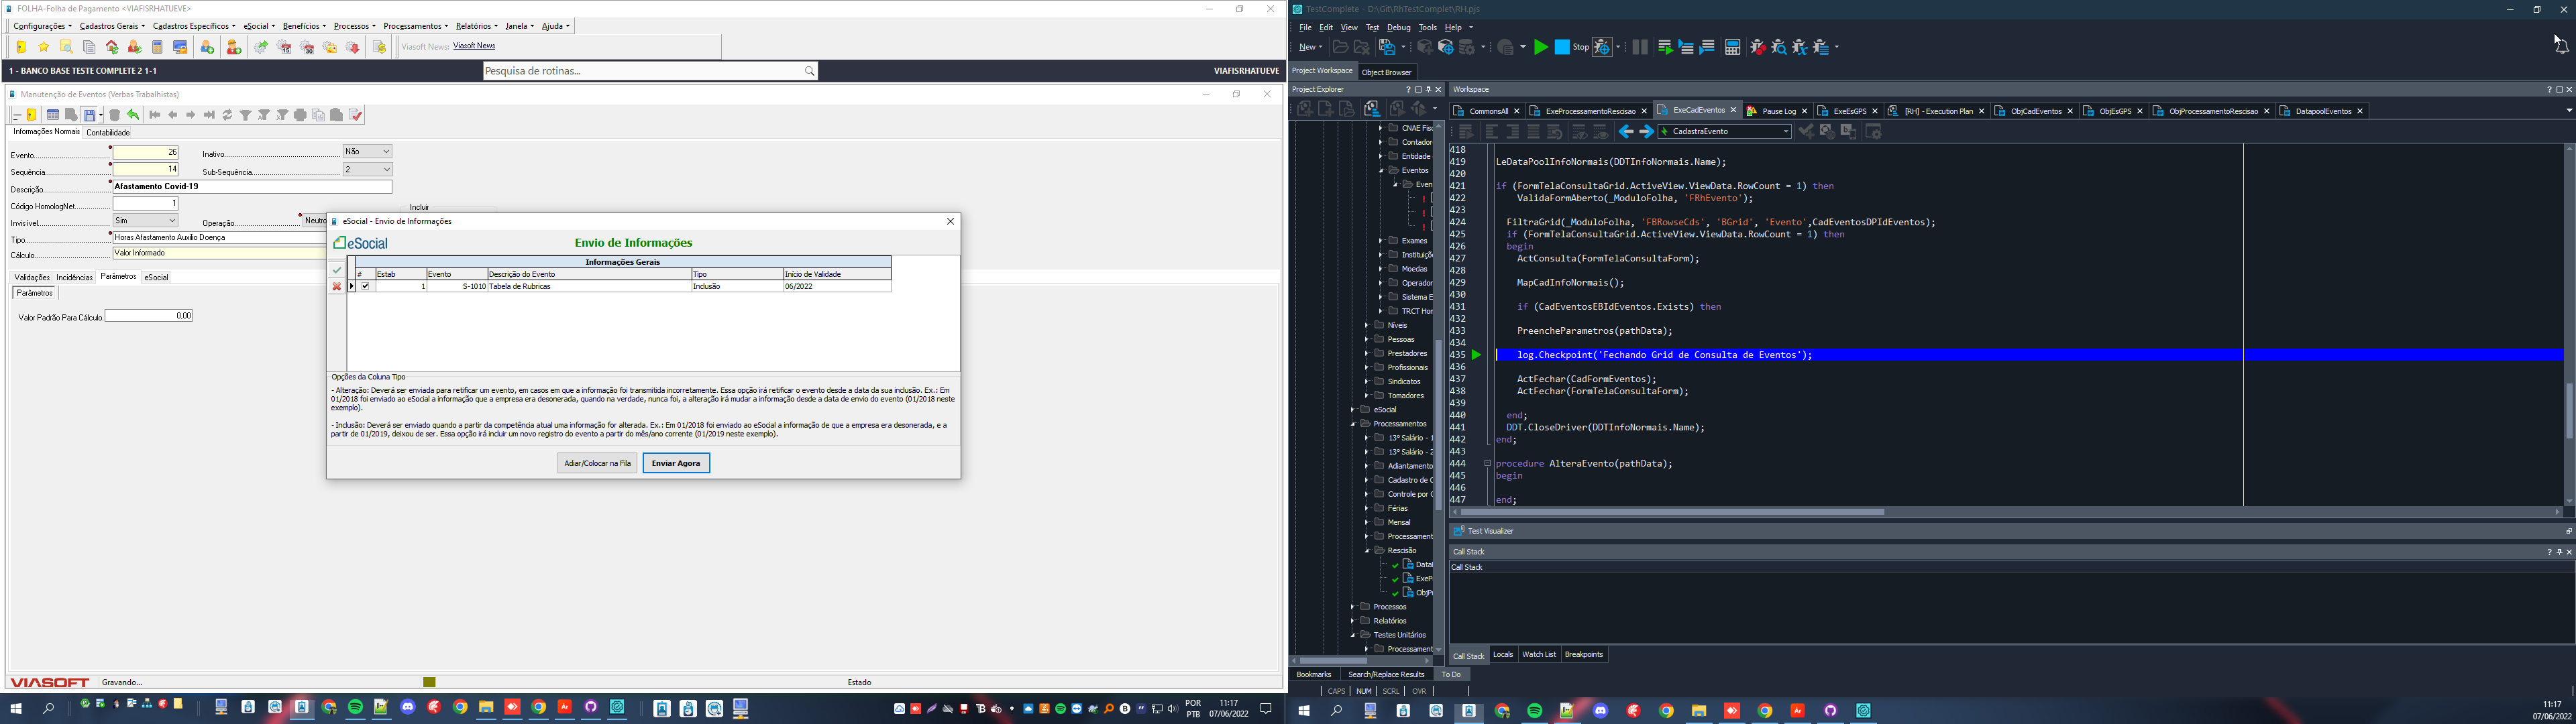 FOLHA-Folha de Pagamento <VIAFISRHATUEVE>
Configurações Cadastros Gerais Cadastros Específicos eSocial Benefícios Processos Processamentos Relatórios Janela Ajuda
Viasoft News: Viasoft News
1 - BANCO BASE TESTE COMPLETE 2 1-1
Pesquisa de rotinas...
VIAFISRHATUEVE
Manutenção de Eventos (Verbas Trabalhistas)
Informações Normais Contabilidade
Evento 26 Inativo Não
Sequência 14 Sub-Sequência 2
Descrição Afastamento Covid-19
Código HomologNet 1
Incluir
Invisível Sim Operação Neutro
Tipo Horas Afastamento Auxílio Doença
Cálculo Valor Informado
Validações Incidências Parâmetros eSocial
Parâmetros
Valor Padrão Para Cálculo 0,00
eSocial - Envio de Informações
eSocial
Envio de Informações
Informações Gerais
# Estab Evento Descrição do Evento Tipo Início de Validade
1 S-1010 Tabela de Rubricas Inclusão 06/2022
Opções da Coluna Tipo
- Alteração: Deverá ser enviada para retificar um evento, em casos em que a informação foi transmitida incorretamente. Essa opção irá retificar o evento desde a data da sua inclusão. Ex.: Em
01/2018 foi enviado ao eSocial a informação que a empresa era desonerada, quando na verdade, nunca foi, a alteração irá mudar a informação desde a data de envio do evento (01/2018 neste
exemplo).
- Inclusão: Deverá ser enviado quando a partir da competência atual uma informação for alterada. Ex.: Em 01/2018 foi enviado ao eSocial a informação de que a empresa era desonerada, e a
partir de 01/2019, deixou de ser. Essa opção irá incluir um novo registro do evento a partir do mês/ano corrente (01/2019 neste exemplo).
Adiar/Colocar na Fila Enviar Agora
VIASOFT Gravando... Estado
POR
PTB
11:17
07/06/2022
TestComplete - D:\Git\RhTestComplet\RH.pjs
File Edit View Test Debug Tools Help
New Stop
Project Workspace Object Browser
Project Explorer
Workspace
CommonsAll ExeProcessamentoRescisao ExeCadEventos Pause Log ExeEsGPS [RH] - Execution Plan ObjCadEventos ObjEsGPS ObjProcessamentoRescisao DatapoolEventos
CadastraEvento
CNAE Fisc
Contador
Entidade
Eventos
Even
Exames
Instituiçõ
Moedas
Operador
Sistema E
TRCT Hor
Níveis
Pessoas
Prestadores
Profissionais
Sindicatos
Tomadores
eSocial
Processamentos
13º Salário - 1
13º Salário - 2
Adiantamento
Cadastro de C
Controle por C
Férias
Mensal
Processament
Rescisão
Data
ExeP
ObjP
Processos
Relatórios
Testes Unitários
Processament
Bookmarks Search/Replace Results To Do
418
419 LeDataPoolInfoNormais(DDTInfoNormais.Name);
420
421 if (FormTelaConsultaGrid.ActiveView.ViewData.RowCount = 1) then
422 ValidaFormAberto(_ModuloFolha, 'FRhEvento');
423
424 FiltraGrid(_ModuloFolha, 'FBRowseCds', 'BGrid', 'Evento',CadEventosDPIdEventos);
425 if (FormTelaConsultaGrid.ActiveView.ViewData.RowCount = 1) then
426 begin
427 ActConsulta(FormTelaConsultaForm);
428
429 MapCadInfoNormais();
430
431 if (CadEventosEBIdEventos.Exists) then
432
433 PreencheParametros(pathData);
434
435 log.Checkpoint('Fechando Grid de Consulta de Eventos');
436
437 ActFechar(CadFormEventos);
438 ActFechar(FormTelaConsultaForm);
439
440 end;
441 DDT.CloseDriver(DDTInfoNormais.Name);
442 end;
443
444 procedure AlteraEvento(pathData);
445 begin
446
447 end;
Test Visualizer
Call Stack
Call Stack
Call Stack Locals Watch List Breakpoints
CAPS NUM SCRL OVR
11:17
07/06/2022